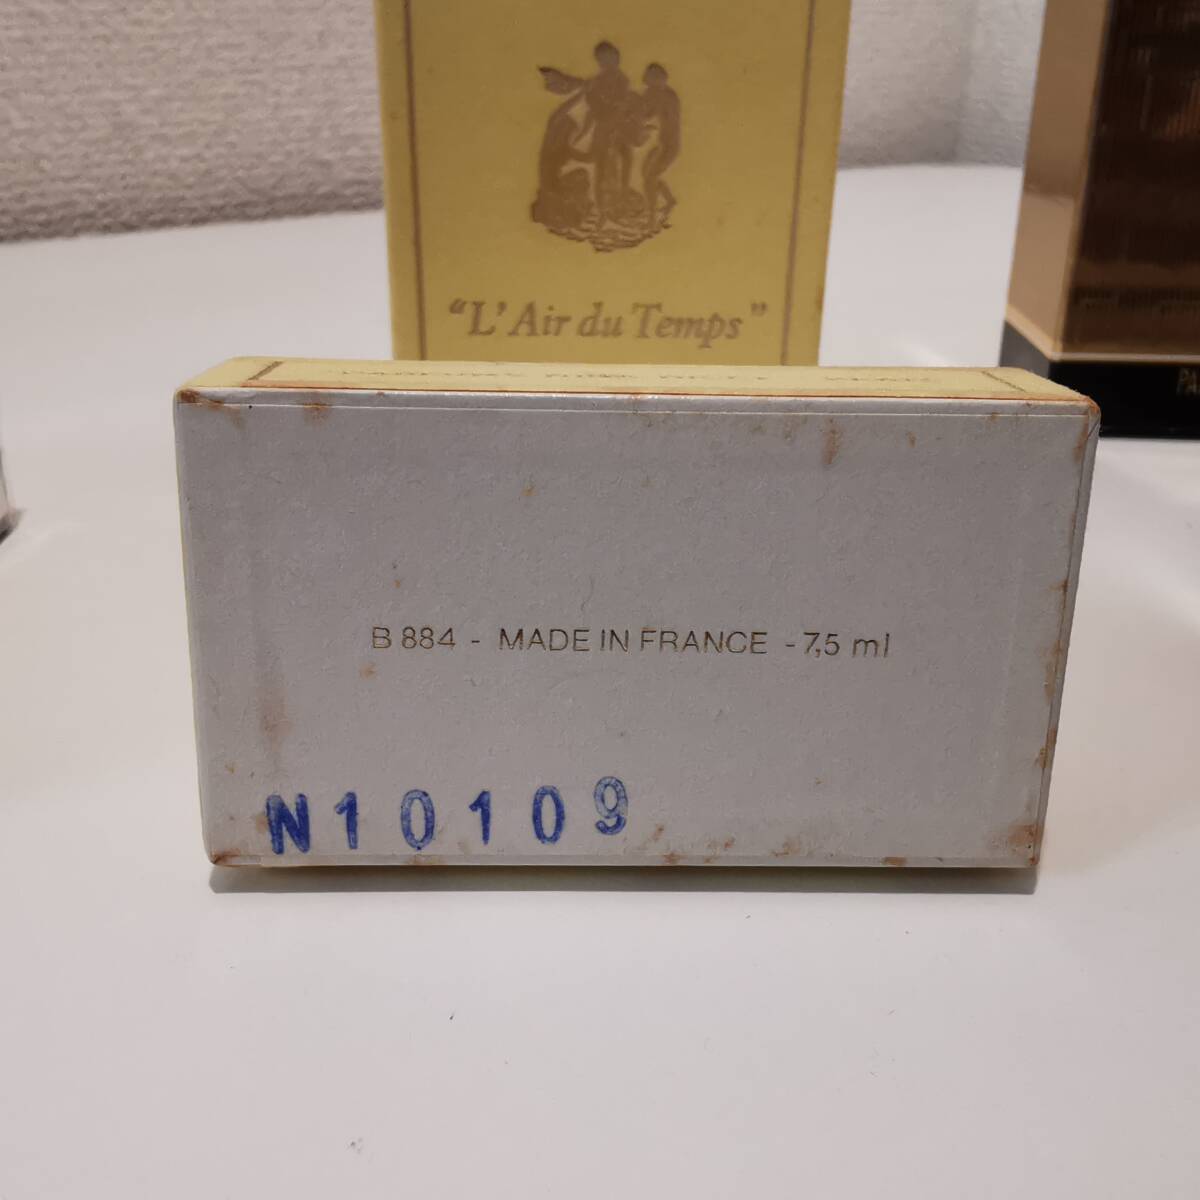 “L’Air du Temps”
B 884 - MADE IN FRANCE - 7,5 ml
N10109